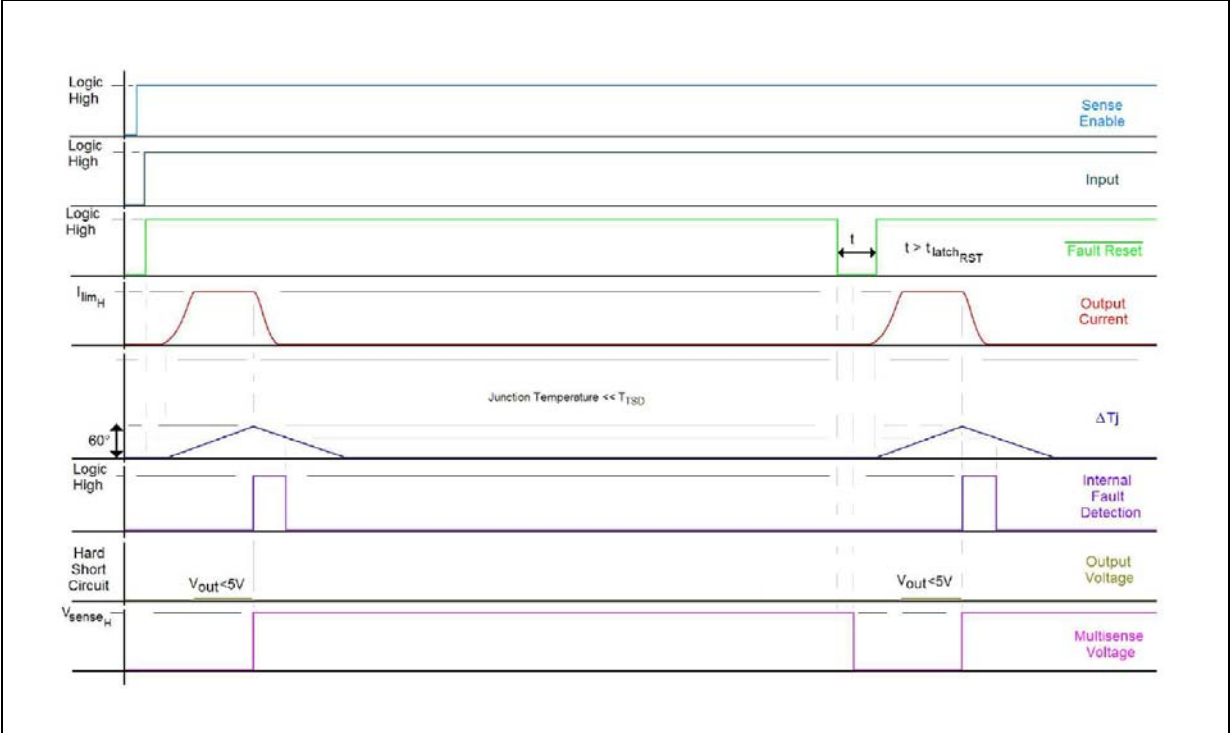 Logic
High
Sense
Enable
Logic
High
Input
Logic
High
t
t > tlatchRST
Fault Reset
IlimH
Output
Current
Junction Temperature << TTSD
ΔTj
60°
Logic
High
Internal
Fault
Detection
Hard
Short
Circuit
Vout<5V
Vout<5V
Output
Voltage
VsenseH
Multisense
Voltage